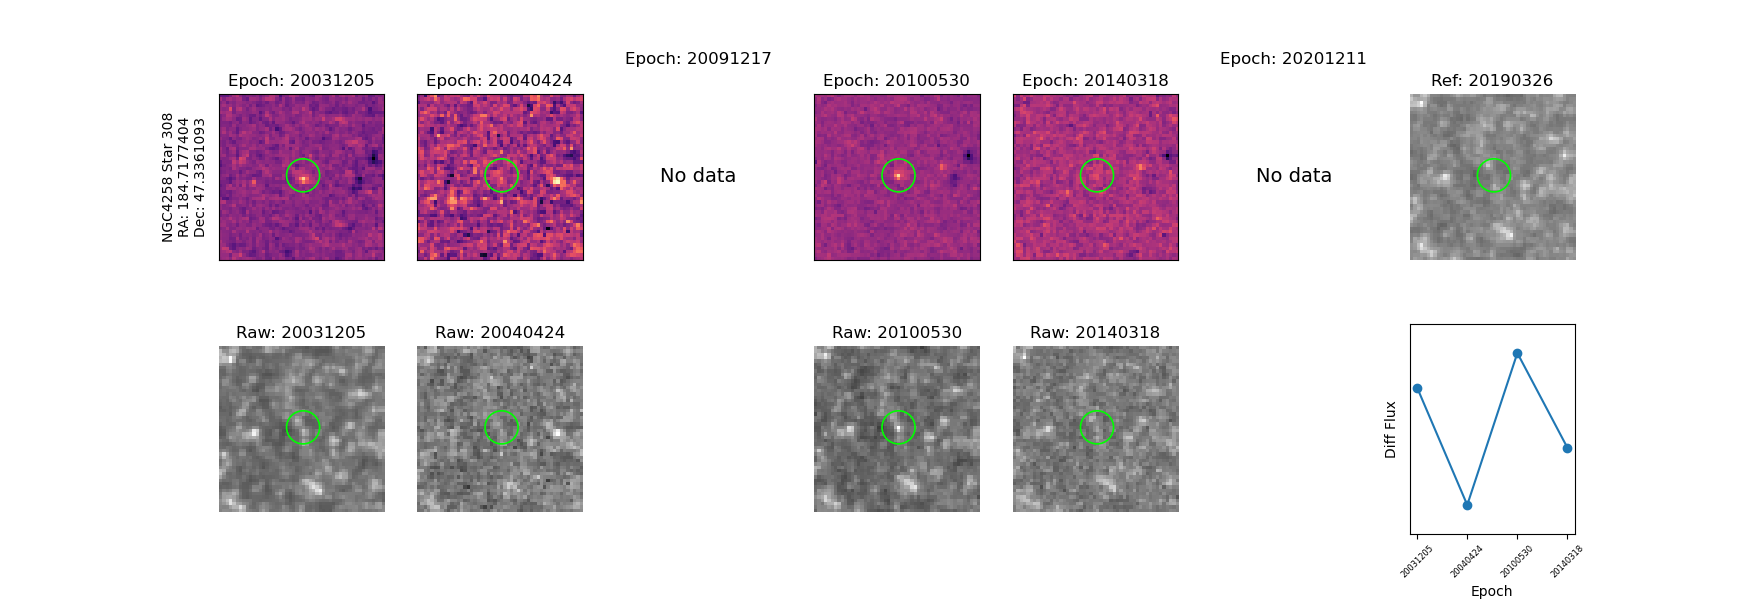 NGC4258 Star 308
RA: 184.7177404
Dec: 47.33361093
Epoch: 20031205
Epoch: 20040424
Epoch: 20091217
No data
Epoch: 20100530
Epoch: 20140318
Epoch: 20201211
No data
Ref: 20190326
Raw: 20031205
Raw: 20040424
Raw: 20100530
Raw: 20140318
Diff Flux
20031205
20040424
20100530
20140318
Epoch